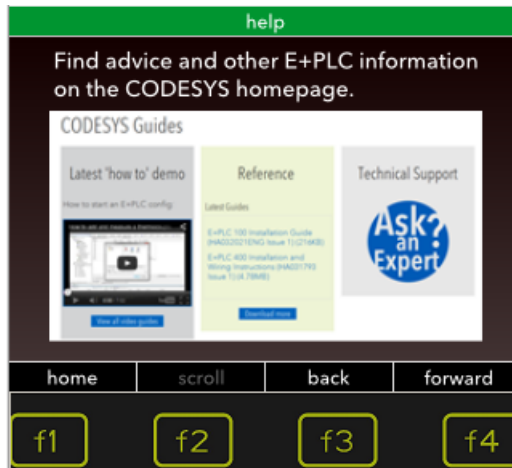 help
Find advice and other E+PLC information
on the CODESYS homepage.
CODESYS Guides
Latest 'how to' demo
How to start an E+PLC config:
View all video guides
Reference
Latest Guides
E+PLC 100 Installation Guide
(HA032021ENG Issue 1) (216KB)
E+PLC 400 Installation and
Wiring Instructions (HA031793
Issue 1) (4.78MB)
Download more
Technical Support
Ask?
an
Expert
home
scroll
back
forward
f1
f2
f3
f4